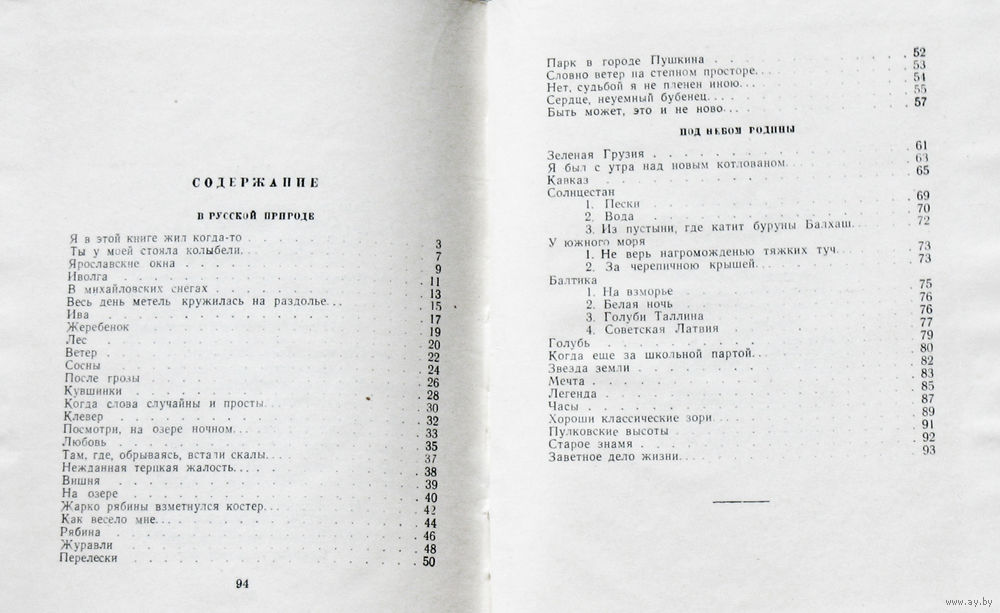 СОДЕРЖАНИЕ
В РУССКОЙ ПРИРОДЕ
Я в этой книге жил когда-то . . . 3
Ты у моей стояла колыбели. . . 7
Ярославские окна . . . 9
Иволга . . . 11
В михайловских снегах . . . 13
Весь день метель кружилась на раздолье. . . 15
Ива . . . 17
Жеребенок . . . 19
Лес . . . 20
Ветер . . . 22
Сосны . . . 24
После грозы . . . 26
Кувшинки . . . 28
Когда слова случайны и просты. . . 30
Клевер . . . 32
Посмотри, на озере ночном. . . 33
Любовь . . . 35
Там, где, обрываясь, встали скалы. . . 37
Нежданная терпкая жалость. . . 38
Вишня . . . 39
На озере . . . 40
Жарко рябины взметнулся костер. . . 42
Как весело мне. . . 44
Рябина . . . 46
Журавли . . . 48
Перелески . . . 50
94
Парк в городе Пушкина . . . 52
Словно ветер на степном просторе. . . 53
Нет, судьбой я не пленен иною. . . 54
Сердце, неуемный бубенец. . . 55
Быть может, это и не ново. . . 57
ПОД НЕБОМ РОДИНЫ
Зеленая Грузия . . . 61
Я был с утра над новым котлованом. . . 63
Кавказ . . . 65
Солнцестан
1. Пески . . . 69
2. Вода . . . 70
3. Из пустыни, где катит буруны Балхаш. . . 72
У южного моря
1. Не верь нагроможденью тяжких туч. . . 73
2. За черепичною крышей. . . 73
Балтика
1. На взморье . . . 75
2. Белая ночь . . . 76
3. Голуби Таллина . . . 76
4. Советская Латвия . . . 77
Голубь . . . 79
Когда еще за школьной партой. . . 80
Звезда земли . . . 82
Мечта . . . 83
Легенда . . . 85
Часы . . . 87
Хороши классические зори. . . 89
Пулковские высоты . . . 91
Старое знамя . . . 92
Заветное дело жизни. . . 93
www.ay.by